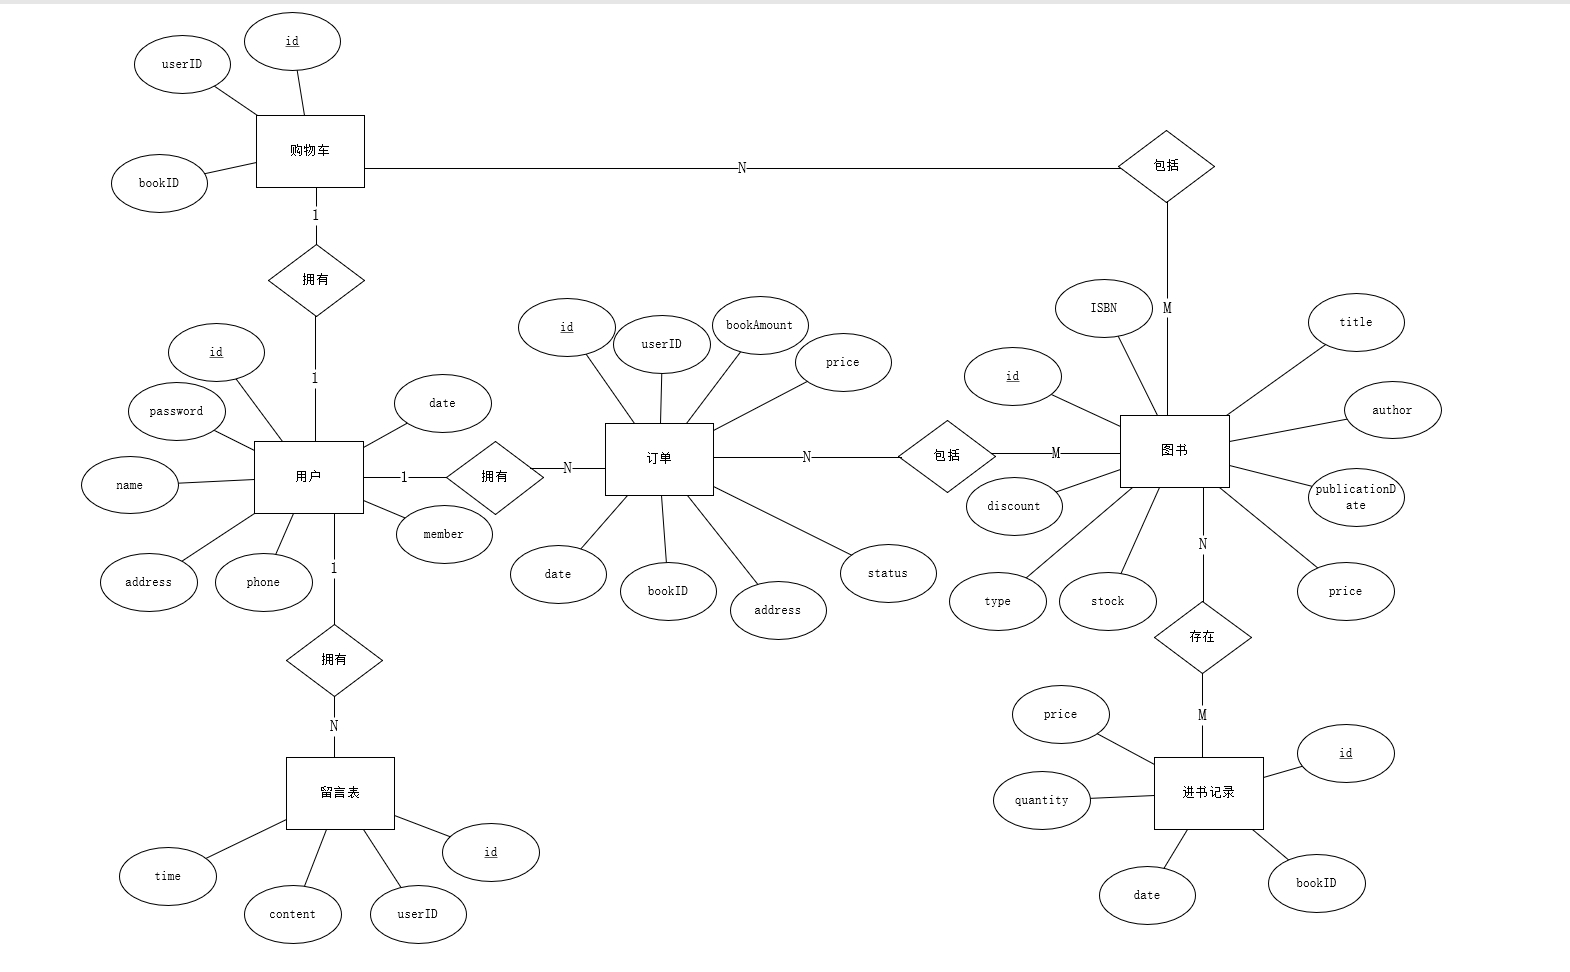 id
userID
购物车
bookID
N
包括
1
拥有
M
1
id
password
name
用户
date
member
address
phone
1
拥有
N
id
userID
bookAmount
price
订单
date
bookID
address
status
N
包括
M
ISBN
title
id
author
图书
discount
publicationD
ate
type
stock
price
N
存在
M
1
拥有
N
留言表
time
content
userID
id
price
id
quantity
进书记录
date
bookID